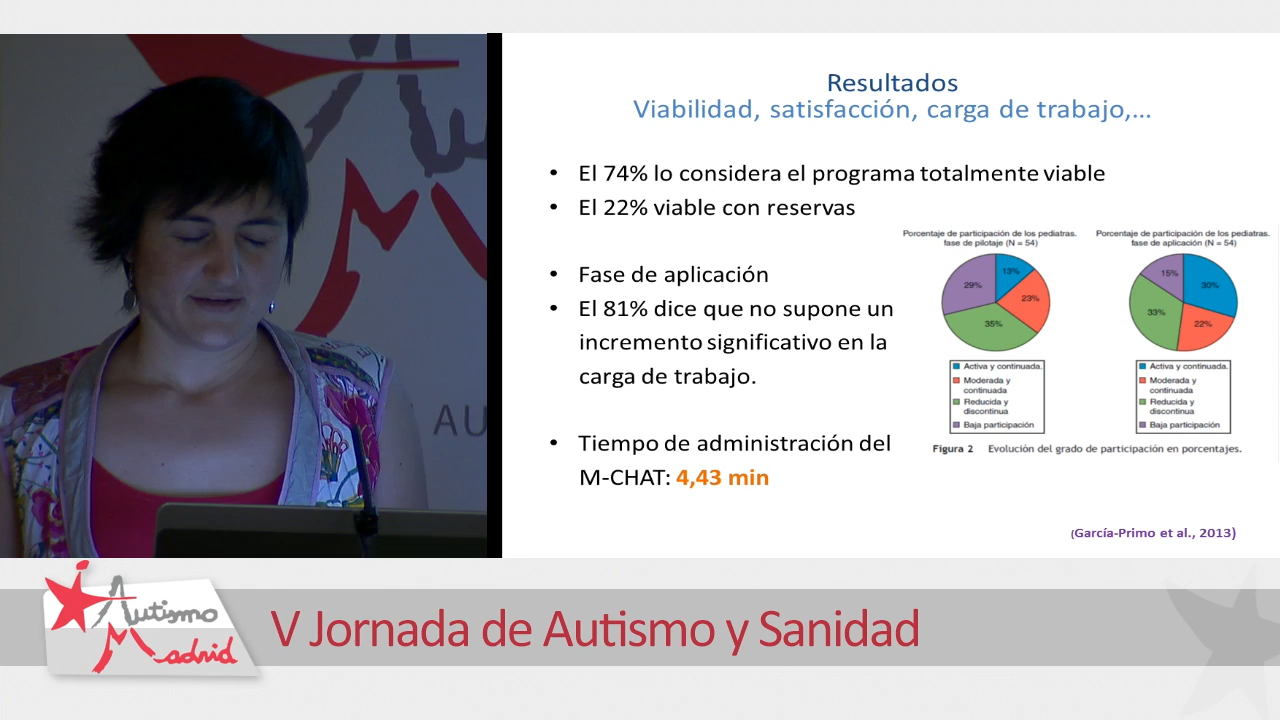 Resultados
Viabilidad, satisfacción, carga de trabajo,...
• El 74% lo considera el programa totalmente viable
• El 22% viable con reservas
• Fase de aplicación
• El 81% dice que no supone un
incremento significativo en la
carga de trabajo.
• Tiempo de administración del
M-CHAT: 4,43 min
Porcentaje de participación de los pediatras.
fase de pilotaje (N = 54)
13%
29%
23%
35%
Activa y continuada.
Moderada y
continuada
Reducida y
discontinua
Baja participación
Porcentaje de participación de los pediatras.
fase de aplicación (N = 54)
15%
30%
33%
22%
Activa y continuada.
Moderada y
continuada
Reducida y
discontinua
Baja participación
Figura 2 Evolución del grado de participación en porcentajes.
(García-Primo et al., 2013)
AU
Autismo
Madrid
V Jornada de Autismo y Sanidad